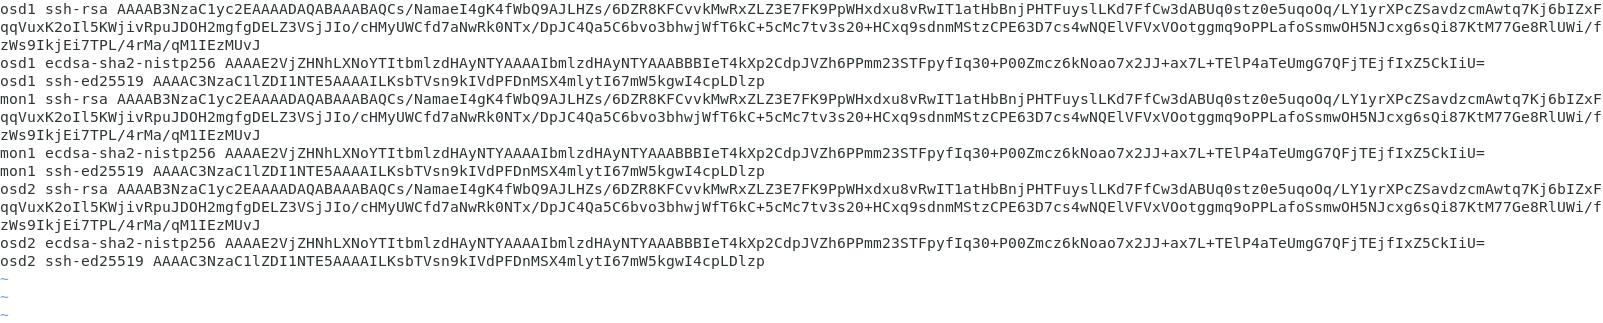 osd1 ssh-rsa AAAAB3NzaC1yc2EAAAADAQABAAABAQCs/NamaeI4gK4fWbQ9AJLHZs/6DZR8KFCvvkMwRxZLZ3E7FK9PpWHxdxu8vRwIT1atHbBnjPHTFuyslLKd7FfCw3dABUq0stz0e5uqoOq/LY1yrXPcZSavdzcmAwtq7Kj6bIZxF
qqVuxK2oIl5KWjivRpuJDOH2mgfgDELZ3VSjJIo/cHMyUWCfd7aNwRk0NTx/DpJC4Qa5C6bvo3bhwjWfT6kC+5cMc7tv3s20+HCxq9sdnmMStzCPE63D7cs4wNQElVFVxVOotggmq9oPPLafoSsmwOH5NJcxg6sQi87KtM77Ge8RlUWi/f
zWs9IkjEi7TPL/4rMa/qM1IEzMUvJ
osd1 ecdsa-sha2-nistp256 AAAAE2VjZHNhLXNoYTItbmlzdHAyNTYAAAAIbmlzdHAyNTYAAABBBIeT4kXp2CdpJVZh6PPmm23STFpyfIq30+P00Zmcz6kNoao7x2JJ+ax7L+TElP4aTeUmgG7QFjTEjfIxZ5CkIiU=
osd1 ssh-ed25519 AAAAC3NzaC1lZDI1NTE5AAAAILKsbTVsn9kIVdPFDnMSX4mlytI67mW5kgwI4cpLDlzp
mon1 ssh-rsa AAAAB3NzaC1yc2EAAAADAQABAAABAQCs/NamaeI4gK4fWbQ9AJLHZs/6DZR8KFCvvkMwRxZLZ3E7FK9PpWHxdxu8vRwIT1atHbBnjPHTFuyslLKd7FfCw3dABUq0stz0e5uqoOq/LY1yrXPcZSavdzcmAwtq7Kj6bIZxF
qqVuxK2oIl5KWjivRpuJDOH2mgfgDELZ3VSjJIo/cHMyUWCfd7aNwRk0NTx/DpJC4Qa5C6bvo3bhwjWfT6kC+5cMc7tv3s20+HCxq9sdnmMStzCPE63D7cs4wNQElVFVxVOotggmq9oPPLafoSsmwOH5NJcxg6sQi87KtM77Ge8RlUWi/f
zWs9IkjEi7TPL/4rMa/qM1IEzMUvJ
mon1 ecdsa-sha2-nistp256 AAAAE2VjZHNhLXNoYTItbmlzdHAyNTYAAAAIbmlzdHAyNTYAAABBBIeT4kXp2CdpJVZh6PPmm23STFpyfIq30+P00Zmcz6kNoao7x2JJ+ax7L+TElP4aTeUmgG7QFjTEjfIxZ5CkIiU=
mon1 ssh-ed25519 AAAAC3NzaC1lZDI1NTE5AAAAILKsbTVsn9kIVdPFDnMSX4mlytI67mW5kgwI4cpLDlzp
osd2 ssh-rsa AAAAB3NzaC1yc2EAAAADAQABAAABAQCs/NamaeI4gK4fWbQ9AJLHZs/6DZR8KFCvvkMwRxZLZ3E7FK9PpWHxdxu8vRwIT1atHbBnjPHTFuyslLKd7FfCw3dABUq0stz0e5uqoOq/LY1yrXPcZSavdzcmAwtq7Kj6bIZxF
qqVuxK2oIl5KWjivRpuJDOH2mgfgDELZ3VSjJIo/cHMyUWCfd7aNwRk0NTx/DpJC4Qa5C6bvo3bhwjWfT6kC+5cMc7tv3s20+HCxq9sdnmMStzCPE63D7cs4wNQElVFVxVOotggmq9oPPLafoSsmwOH5NJcxg6sQi87KtM77Ge8RlUWi/f
zWs9IkjEi7TPL/4rMa/qM1IEzMUvJ
osd2 ecdsa-sha2-nistp256 AAAAE2VjZHNhLXNoYTItbmlzdHAyNTYAAAAIbmlzdHAyNTYAAABBBIeT4kXp2CdpJVZh6PPmm23STFpyfIq30+P00Zmcz6kNoao7x2JJ+ax7L+TElP4aTeUmgG7QFjTEjfIxZ5CkIiU=
osd2 ssh-ed25519 AAAAC3NzaC1lZDI1NTE5AAAAILKsbTVsn9kIVdPFDnMSX4mlytI67mW5kgwI4cpLDlzp
~
~
~